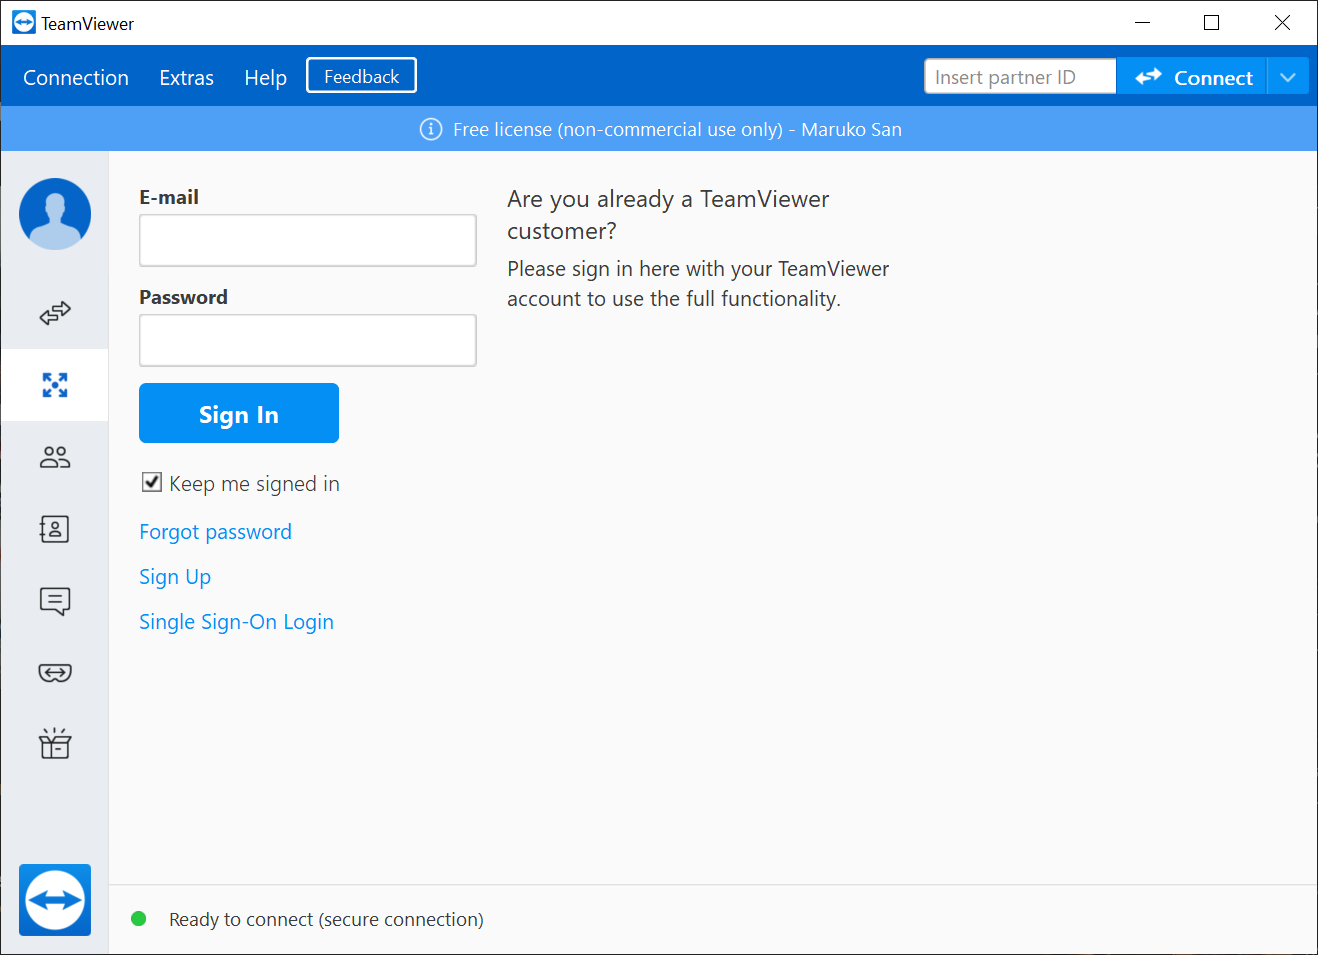 TeamViewer
Connection Extras Help Feedback Insert partner ID Connect
Free license (non-commercial use only) - Maruko San
E-mail
Password
Sign In
Keep me signed in
Forgot password
Sign Up
Single Sign-On Login
Are you already a TeamViewer
customer?
Please sign in here with your TeamViewer
account to use the full functionality.
Ready to connect (secure connection)